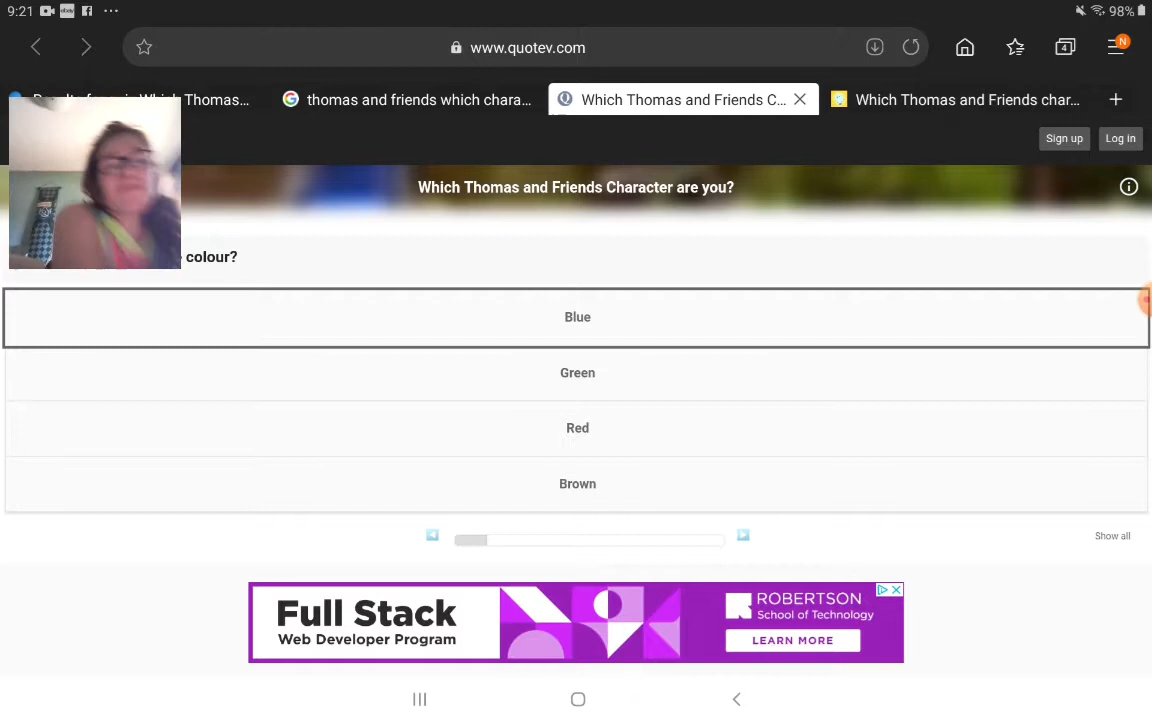 9:21
98%
www.quotev.com
4
N
Thomas...
thomas and friends which chara...
Which Thomas and Friends C...
Which Thomas and Friends char...
Sign up
Log in
Which Thomas and Friends Character are you?
colour?
Blue
Green
Red
Brown
Show all
Full Stack
Web Developer Program
ROBERTSON
School of Technology
LEARN MORE